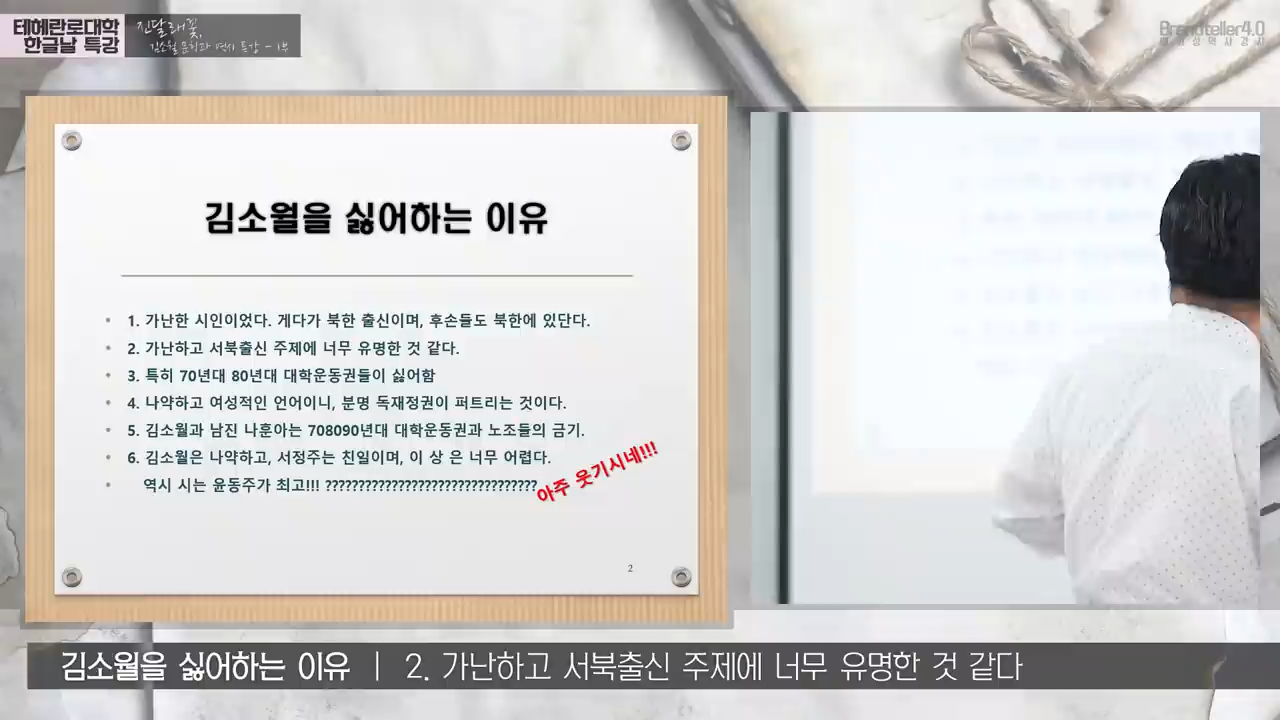 테헤란로대학
한글날 특강
진달래꽃,
김소월 문학과 역사 특강 - 1부
Brandteller4.0
김소월을 싫어하는 이유
1. 가난한 시인이었다. 게다가 북한 출신이며, 후손들도 북한에 있단다.
2. 가난하고 서북출신 주제에 너무 유명한 것 같다.
3. 특히 70년대 80년대 대학운동권들이 싫어함
4. 나약하고 여성적인 언어이니, 분명 독재정권이 퍼트리는 것이다.
5. 김소월과 남진 나훈아는 708090년대 대학운동권과 노조들의 금기.
6. 김소월은 나약하고, 서정주는 친일이며, 이 상 은 너무 어렵다.
역시 시는 윤동주가 최고!!! ????????????????????????????????
아주 웃기시네!!!
2
김소월을 싫어하는 이유 | 2. 가난하고 서북출신 주제에 너무 유명한 것 같다